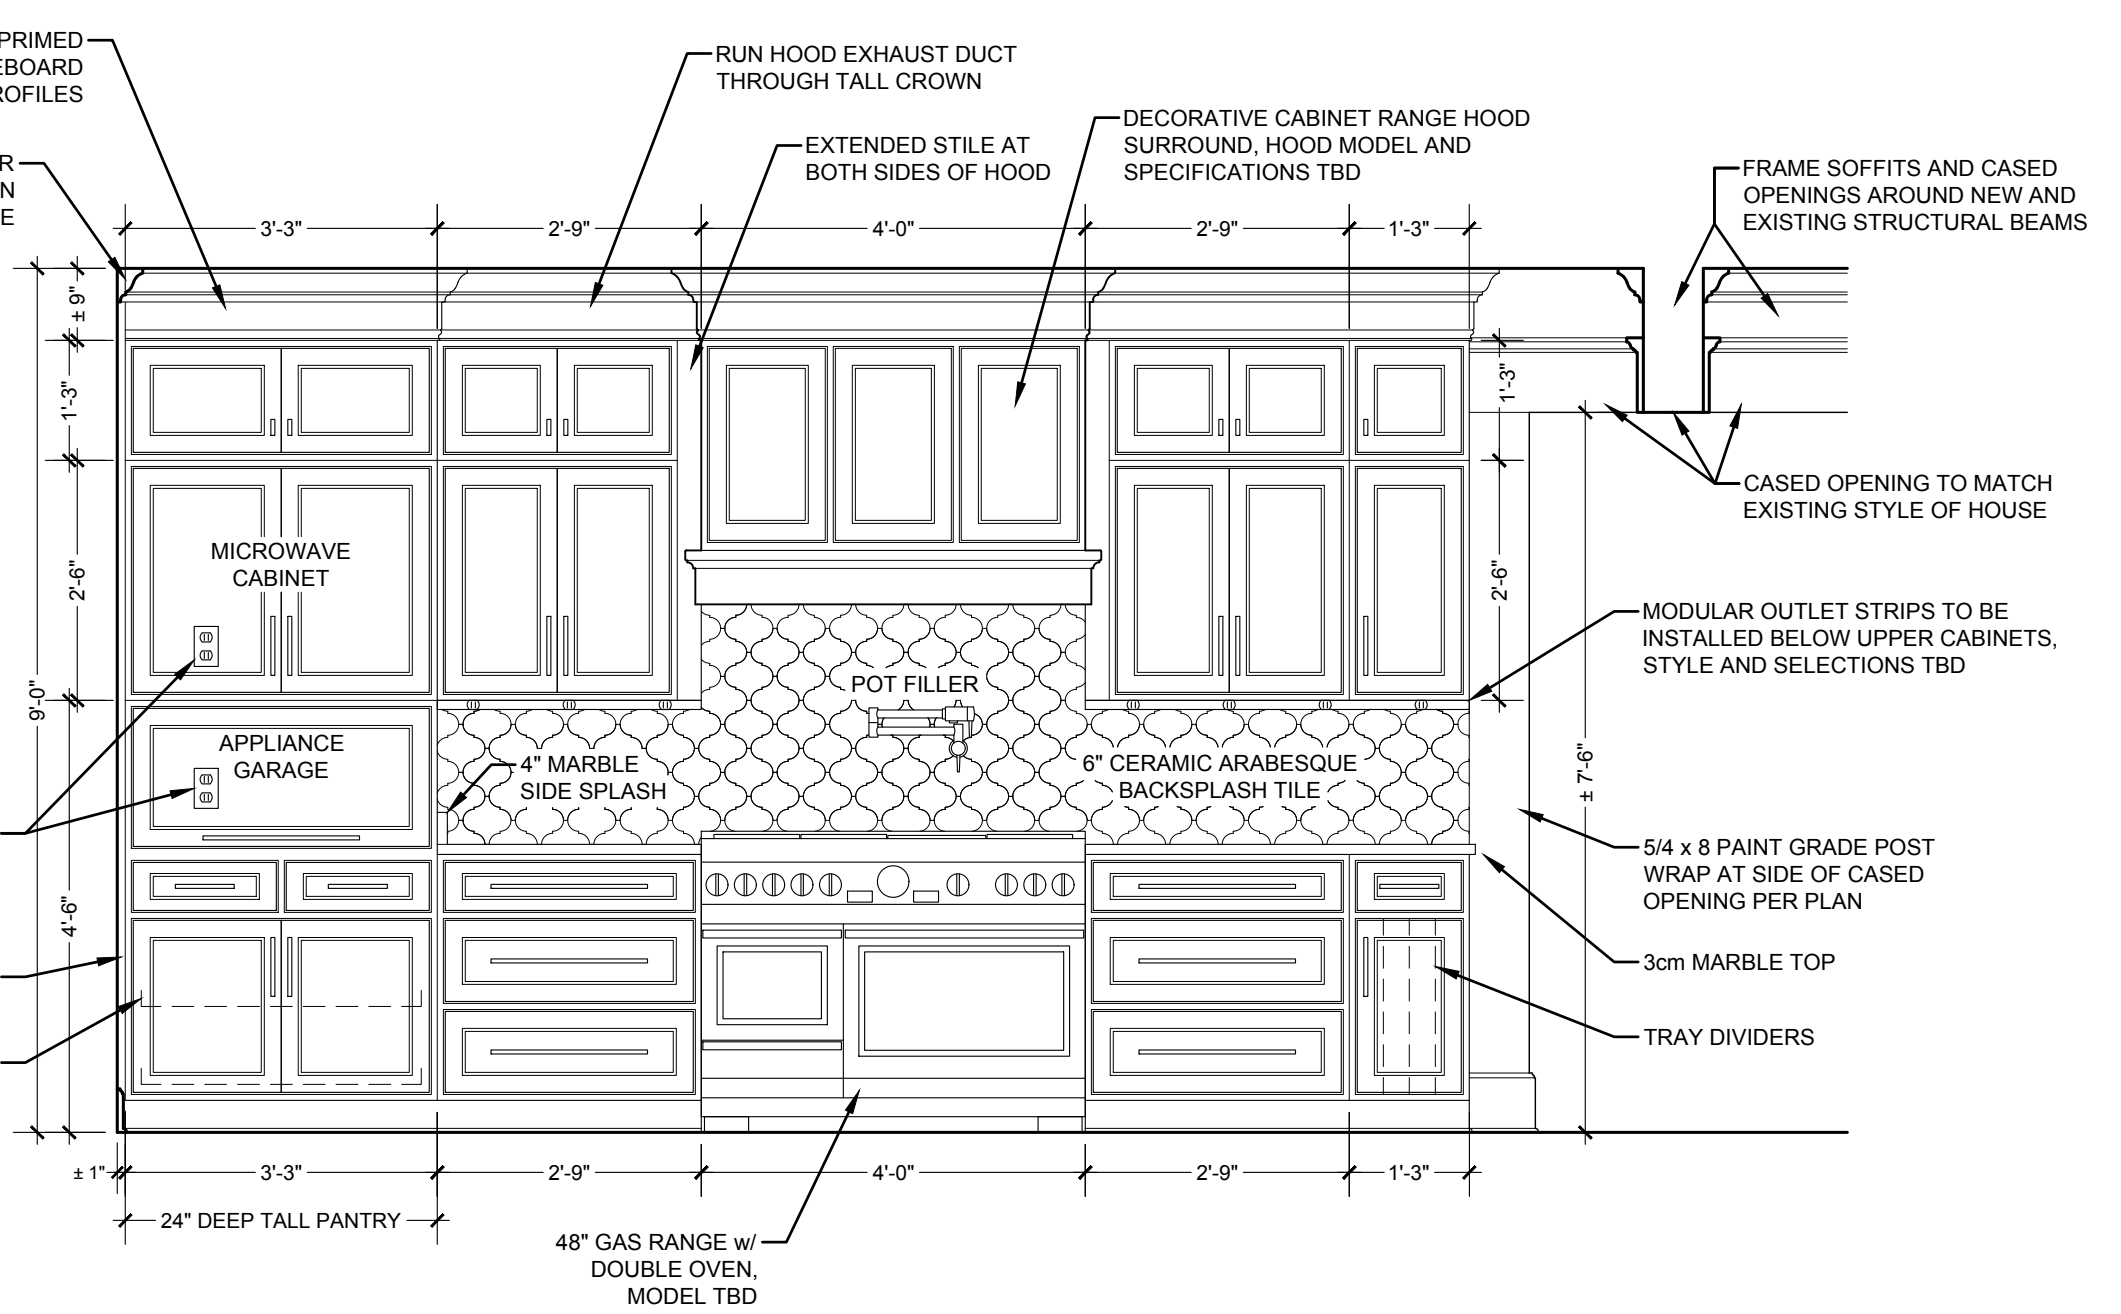 PRIMED
EBOARD
ROFILES
R
N
E
RUN HOOD EXHAUST DUCT
THROUGH TALL CROWN
EXTENDED STILE AT
BOTH SIDES OF HOOD
DECORATIVE CABINET RANGE HOOD
SURROUND, HOOD MODEL AND
SPECIFICATIONS TBD
FRAME SOFFITS AND CASED
OPENINGS AROUND NEW AND
EXISTING STRUCTURAL BEAMS
3'-3" 2'-9" 4'-0" 2'-9" 1'-3"
± 9"
1'-3"
2'-6"
9'-0"
4'-6"
1'-3"
2'-6"
± 7'-6"
CASED OPENING TO MATCH
EXISTING STYLE OF HOUSE
MICROWAVE
CABINET
MODULAR OUTLET STRIPS TO BE
INSTALLED BELOW UPPER CABINETS,
STYLE AND SELECTIONS TBD
POT FILLER
APPLIANCE
GARAGE
4" MARBLE
SIDE SPLASH
6" CERAMIC ARABESQUE
BACKSPLASH TILE
5/4 x 8 PAINT GRADE POST
WRAP AT SIDE OF CASED
OPENING PER PLAN
3cm MARBLE TOP
TRAY DIVIDERS
± 1" 3'-3" 2'-9" 4'-0" 2'-9" 1'-3"
24" DEEP TALL PANTRY
48" GAS RANGE w/
DOUBLE OVEN,
MODEL TBD